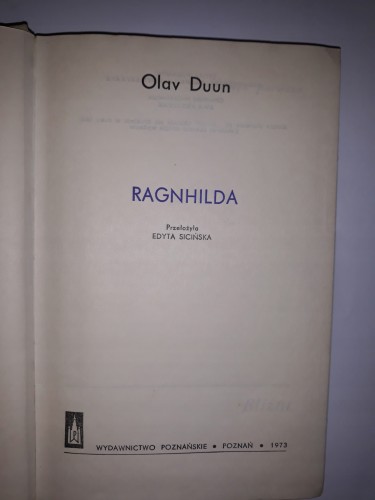 Olav Duun
RAGNHILDA
Przełożyła
EDYTA SICIŃSKA
WYDAWNICTWO POZNAŃSKIE • POZNAŃ • 1973